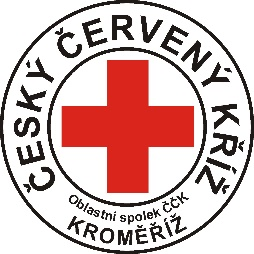 ČESKÝ ČERVENÝ KŘÍŽ
Oblastní spolek ČČK
KROMĚŘÍŽ